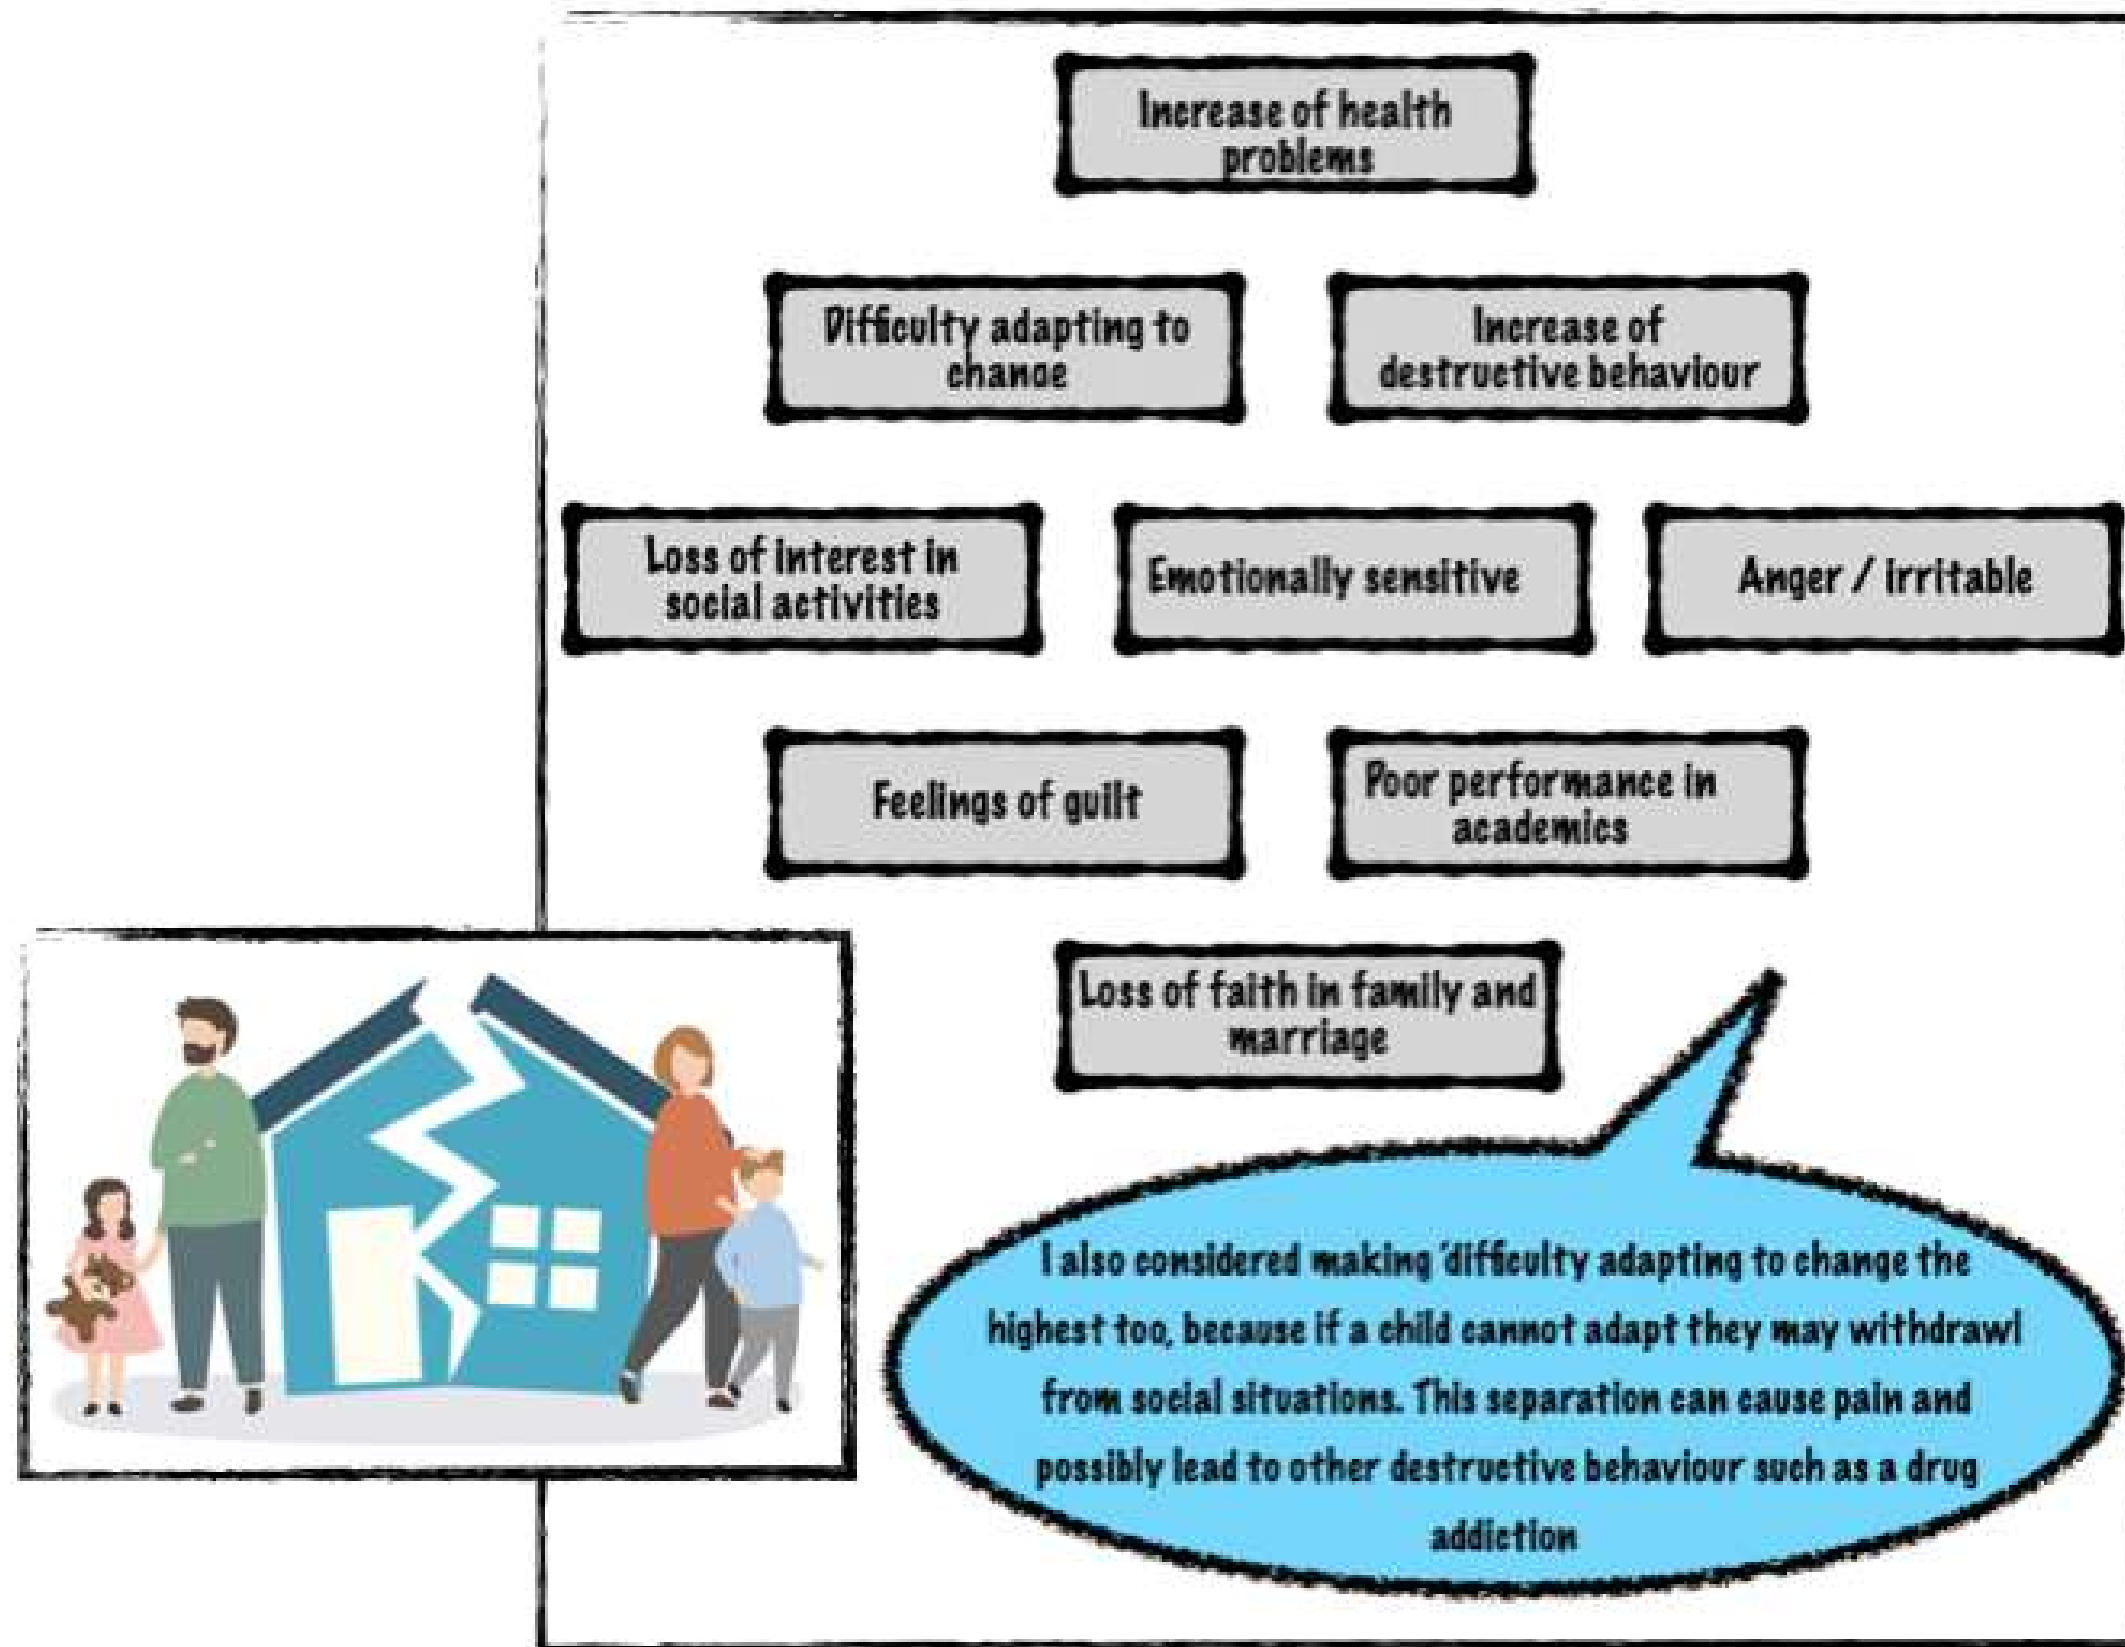 Increase of health
problems
Difficulty adapting to
change
Increase of
destructive behaviour
Loss of interest in
social activities
Emotionally sensitive
Anger / irritable
Feelings of guilt
Poor performance in
academics
Loss of faith in family and
marriage
I also considered making 'difficulty adapting to change the
highest too, because if a child cannot adapt they may withdrawl
from social situations. This separation can cause pain and
possibly lead to other destructive behaviour such as a drug
addiction